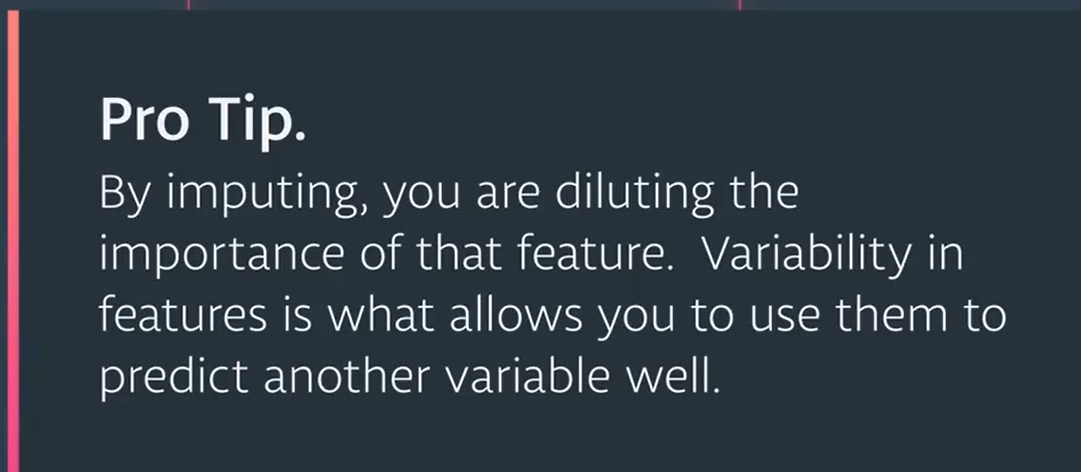 Pro Tip.
By imputing, you are diluting the
importance of that feature.  Variability in
features is what allows you to use them to
predict another variable well.